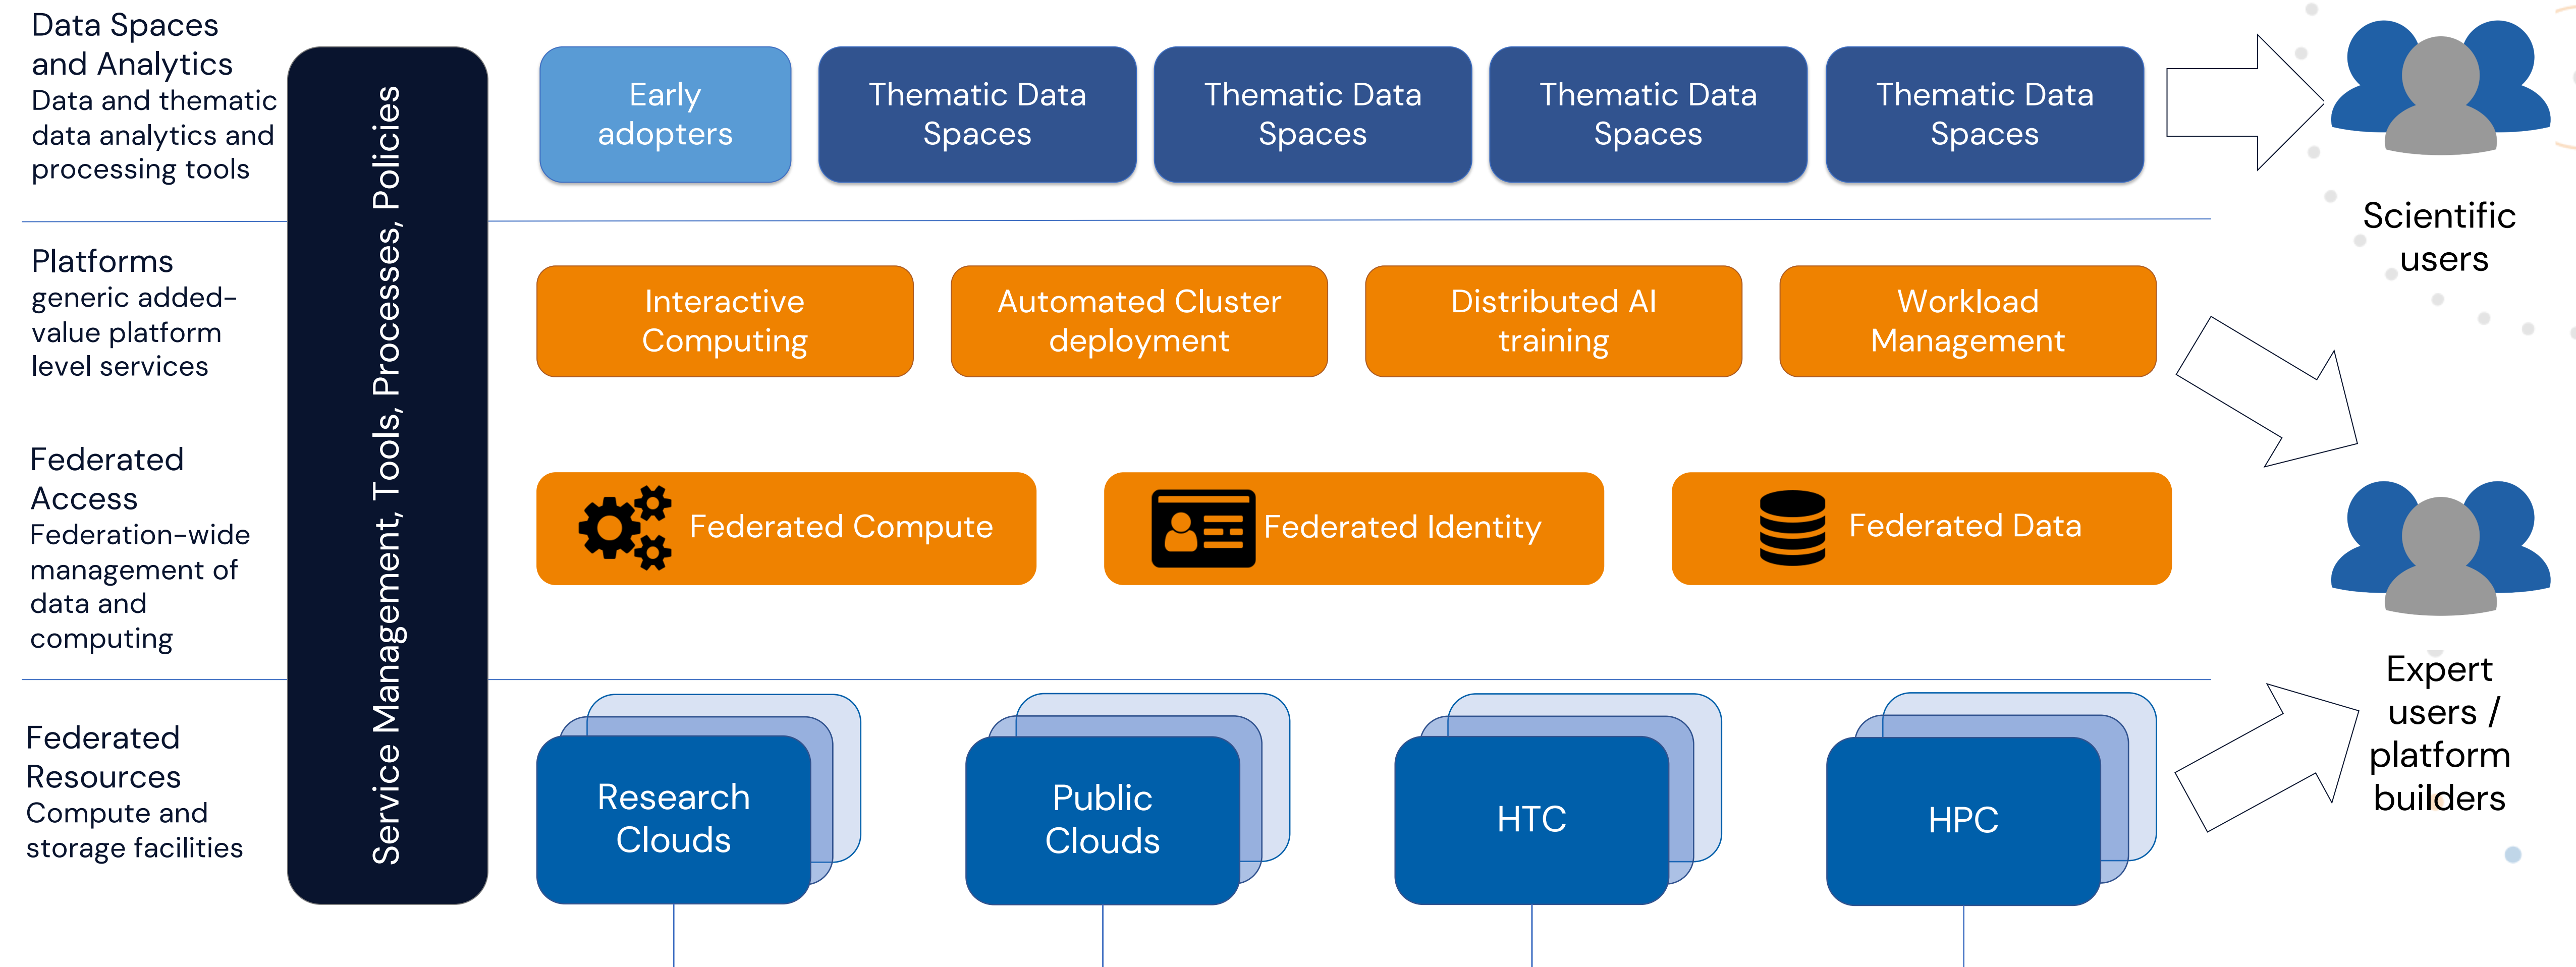 Data Spaces
and Analytics
Data and thematic
data analytics and
processing tools
Service Management, Tools, Processes, Policies
Early
adopters
Thematic Data
Spaces
Thematic Data
Spaces
Thematic Data
Spaces
Thematic Data
Spaces
Scientific
users
Platforms
generic added-
value platform
level services
Interactive
Computing
Automated Cluster
deployment
Distributed AI
training
Workload
Management
Federated
Access
Federation-wide
management of
data and
computing
Federated Compute
Federated Identity
Federated Data
Expert
users /
platform
builders
Federated
Resources
Compute and
storage facilities
Research
Clouds
Public
Clouds
HTC
HPC